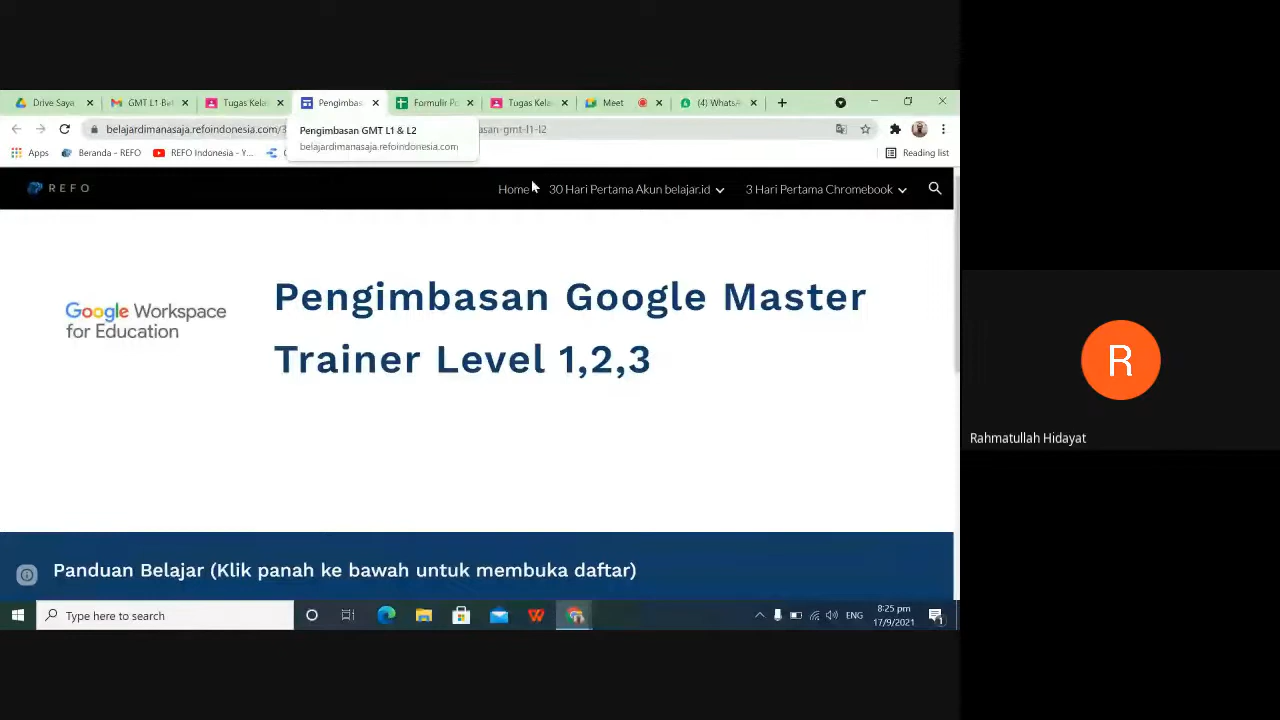 Drive Saya
GMT L1 Bel
Tugas Kela
Pengimbas
Formulir Po
Tugas Kela
Meet
(4) WhatsA
belajardimanasaja.refoindonesia.com/3
asan-gmt-l1-l2
Pengimbasan GMT L1 & L2
belajardimanasaja.refoindonesia.com
Apps
Beranda – REFO
REFO Indonesia - Y...
Reading list
REFO
Home
30 Hari Pertama Akun belajar.id
3 Hari Pertama Chromebook
Google Workspace
for Education
Pengimbasan Google Master
Trainer Level 1,2,3
R
Rahmatullah Hidayat
Panduan Belajar (Klik panah ke bawah untuk membuka daftar)
Type here to search
ENG
8:25 pm
17/9/2021
1